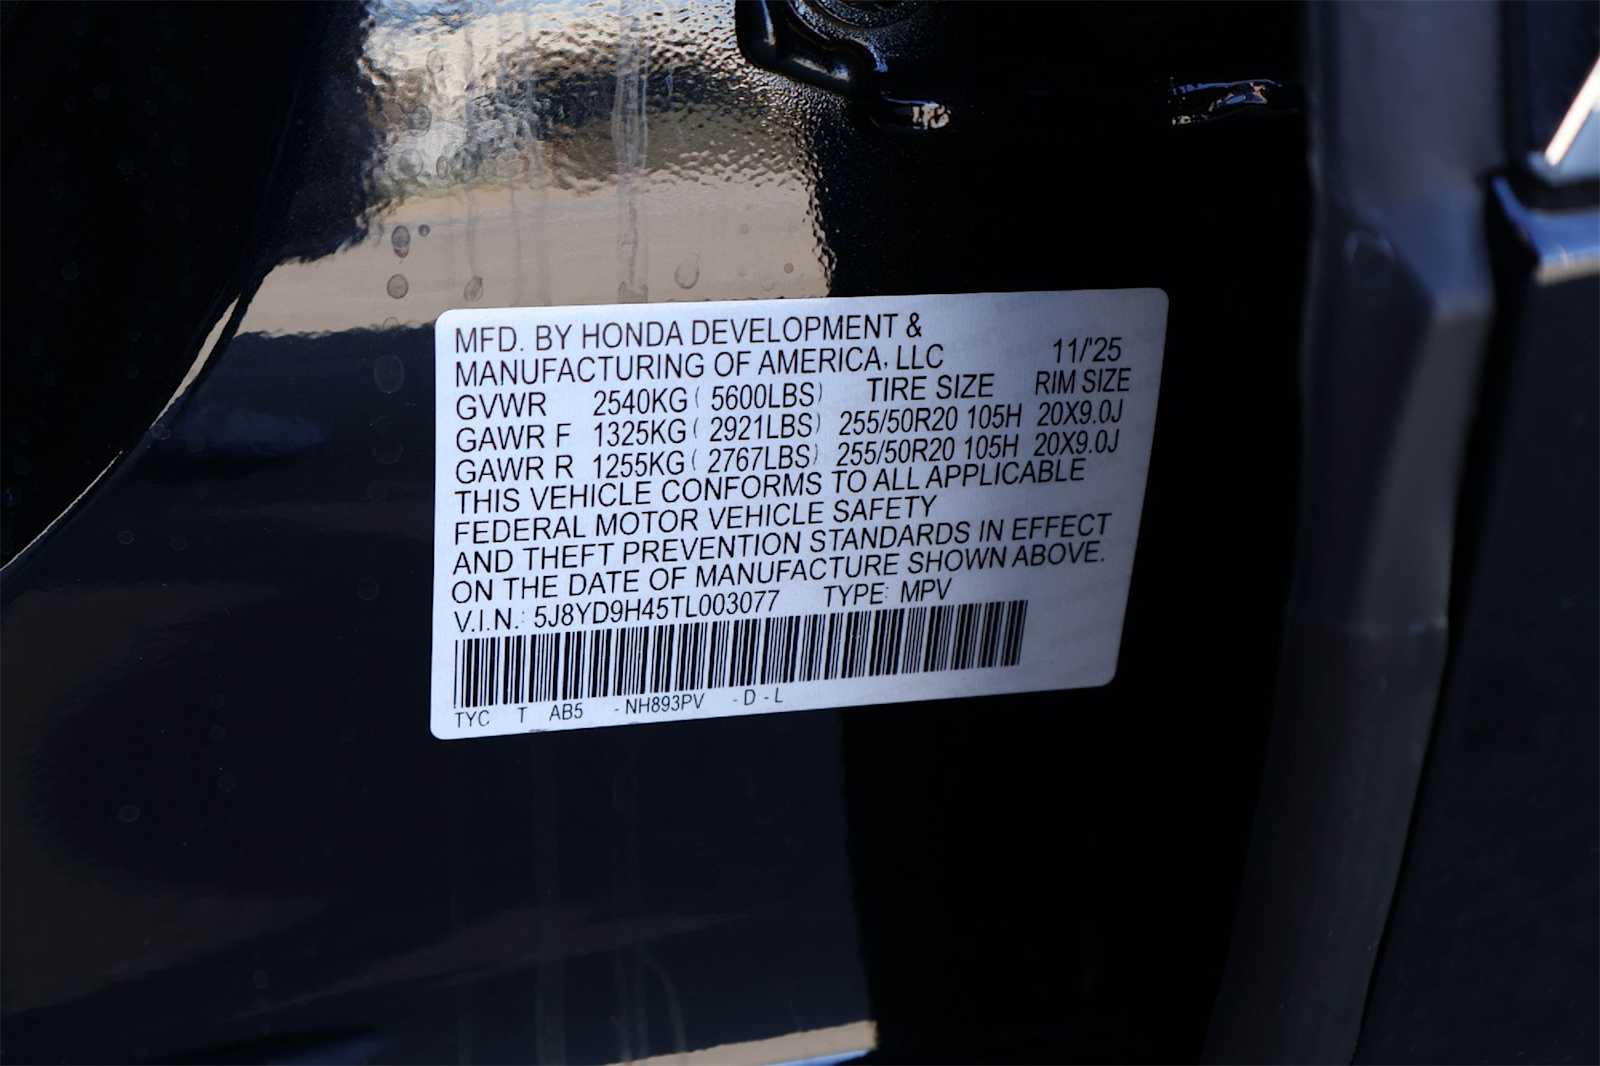 MFD. BY HONDA DEVELOPMENT &
MANUFACTURING OF AMERICA, LLC 11/'25
GVWR 2540KG ( 5600LBS) TIRE SIZE RIM SIZE
GAWR F 1325KG ( 2921LBS) 255/50R20 105H 20X9.0J
GAWR R 1255KG ( 2767LBS) 255/50R20 105H 20X9.0J
THIS VEHICLE CONFORMS TO ALL APPLICABLE
FEDERAL MOTOR VEHICLE SAFETY
AND THEFT PREVENTION STANDARDS IN EFFECT
ON THE DATE OF MANUFACTURE SHOWN ABOVE.
V.I.N.: 5J8YD9H45TL003077 TYPE: MPV
TYC T AB5 - NH893PV - D - L